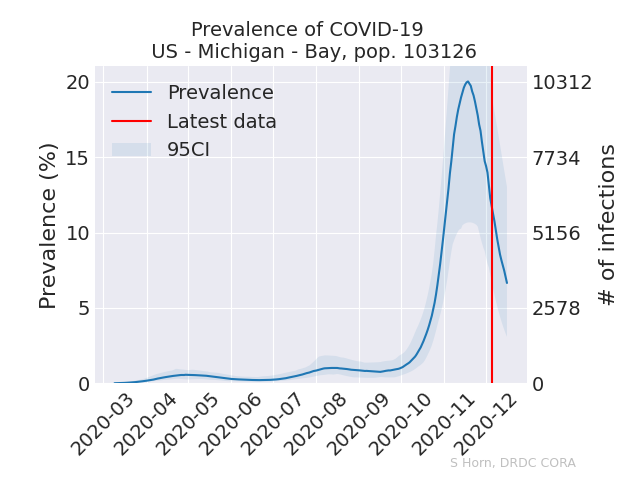 Prevalence of COVID-19
US - Michigan - Bay, pop. 103126
Prevalence
Latest data
95CI
Prevalence (%)
20
15
10
5
0
10312
7734
5156
2578
0
# of infections
2020-03
2020-04
2020-05
2020-06
2020-07
2020-08
2020-09
2020-10
2020-11
2020-12
S Horn, DRDC CORA